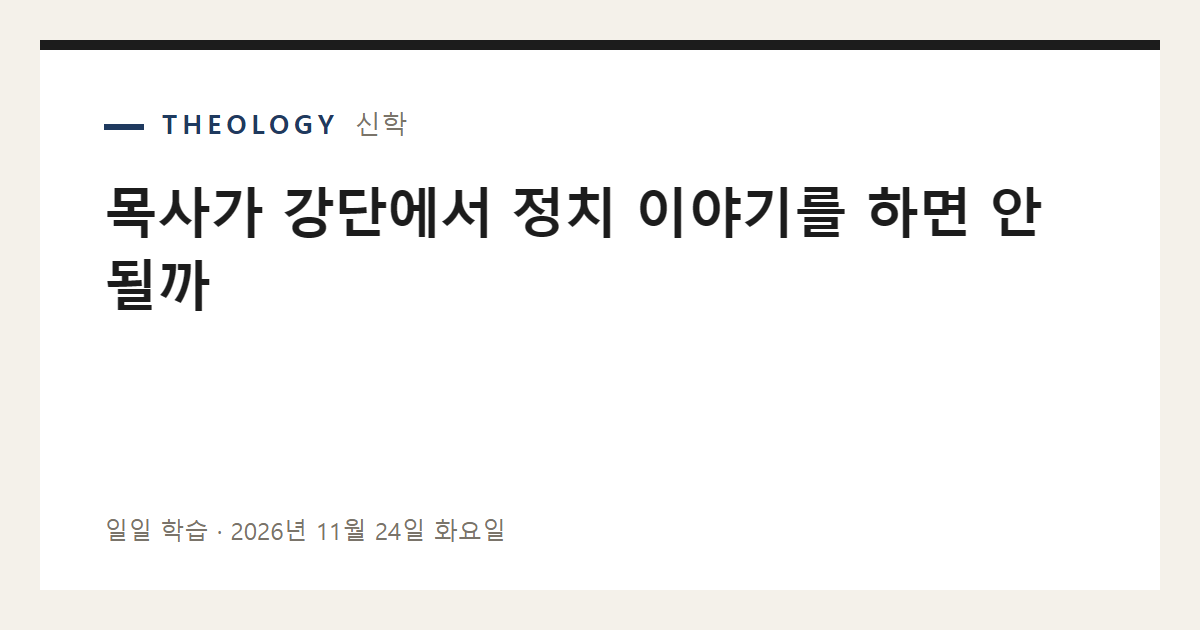 THEOLOGY 신학
목사가 강단에서 정치 이야기를 하면 안
될까
일일 학습 · 2026년 11월 24일 화요일